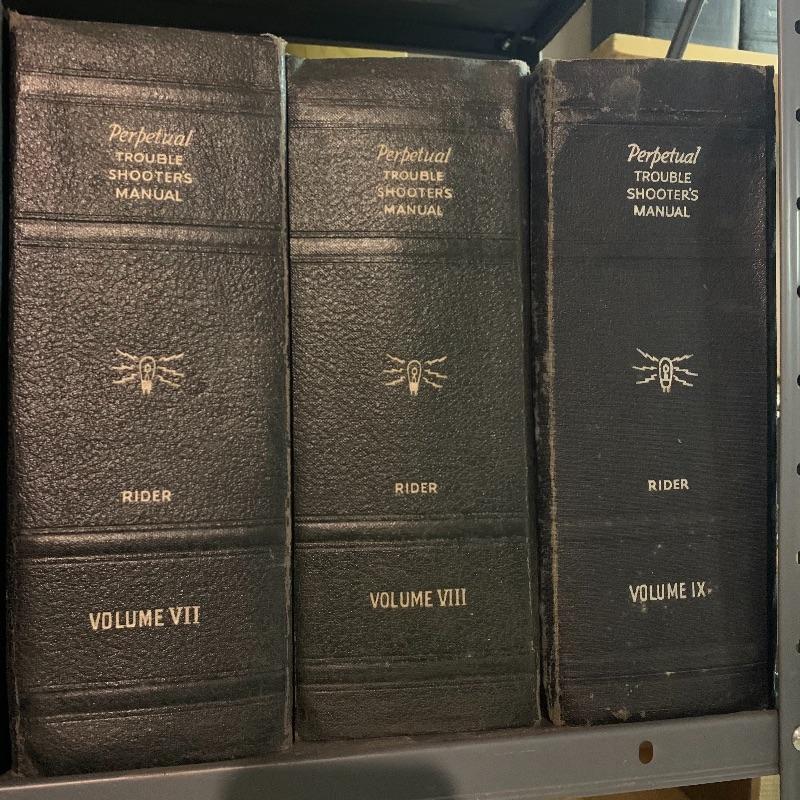 Perpetual
TROUBLE
SHOOTER'S
MANUAL
RIDER
VOLUME VII
Perpetual
TROUBLE
SHOOTER'S
MANUAL
RIDER
VOLUME VIII
Perpetual
TROUBLE
SHOOTER'S
MANUAL
RIDER
VOLUME IX